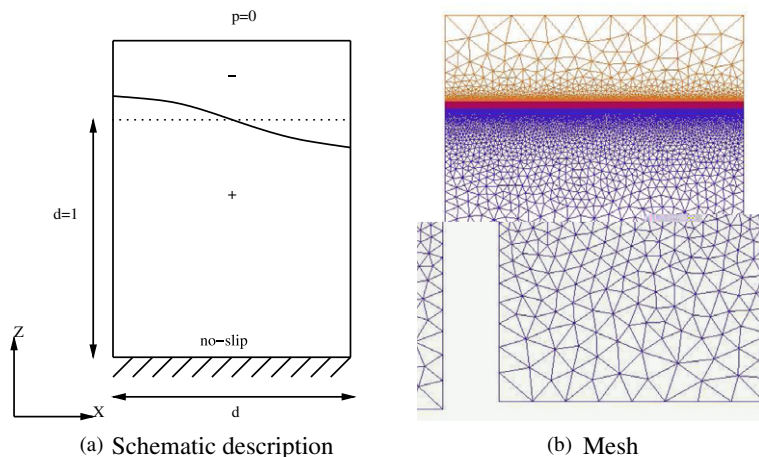 p=0
−
d=1
+
no−slip
Z
X
d
(a) Schematic description
(b) Mesh